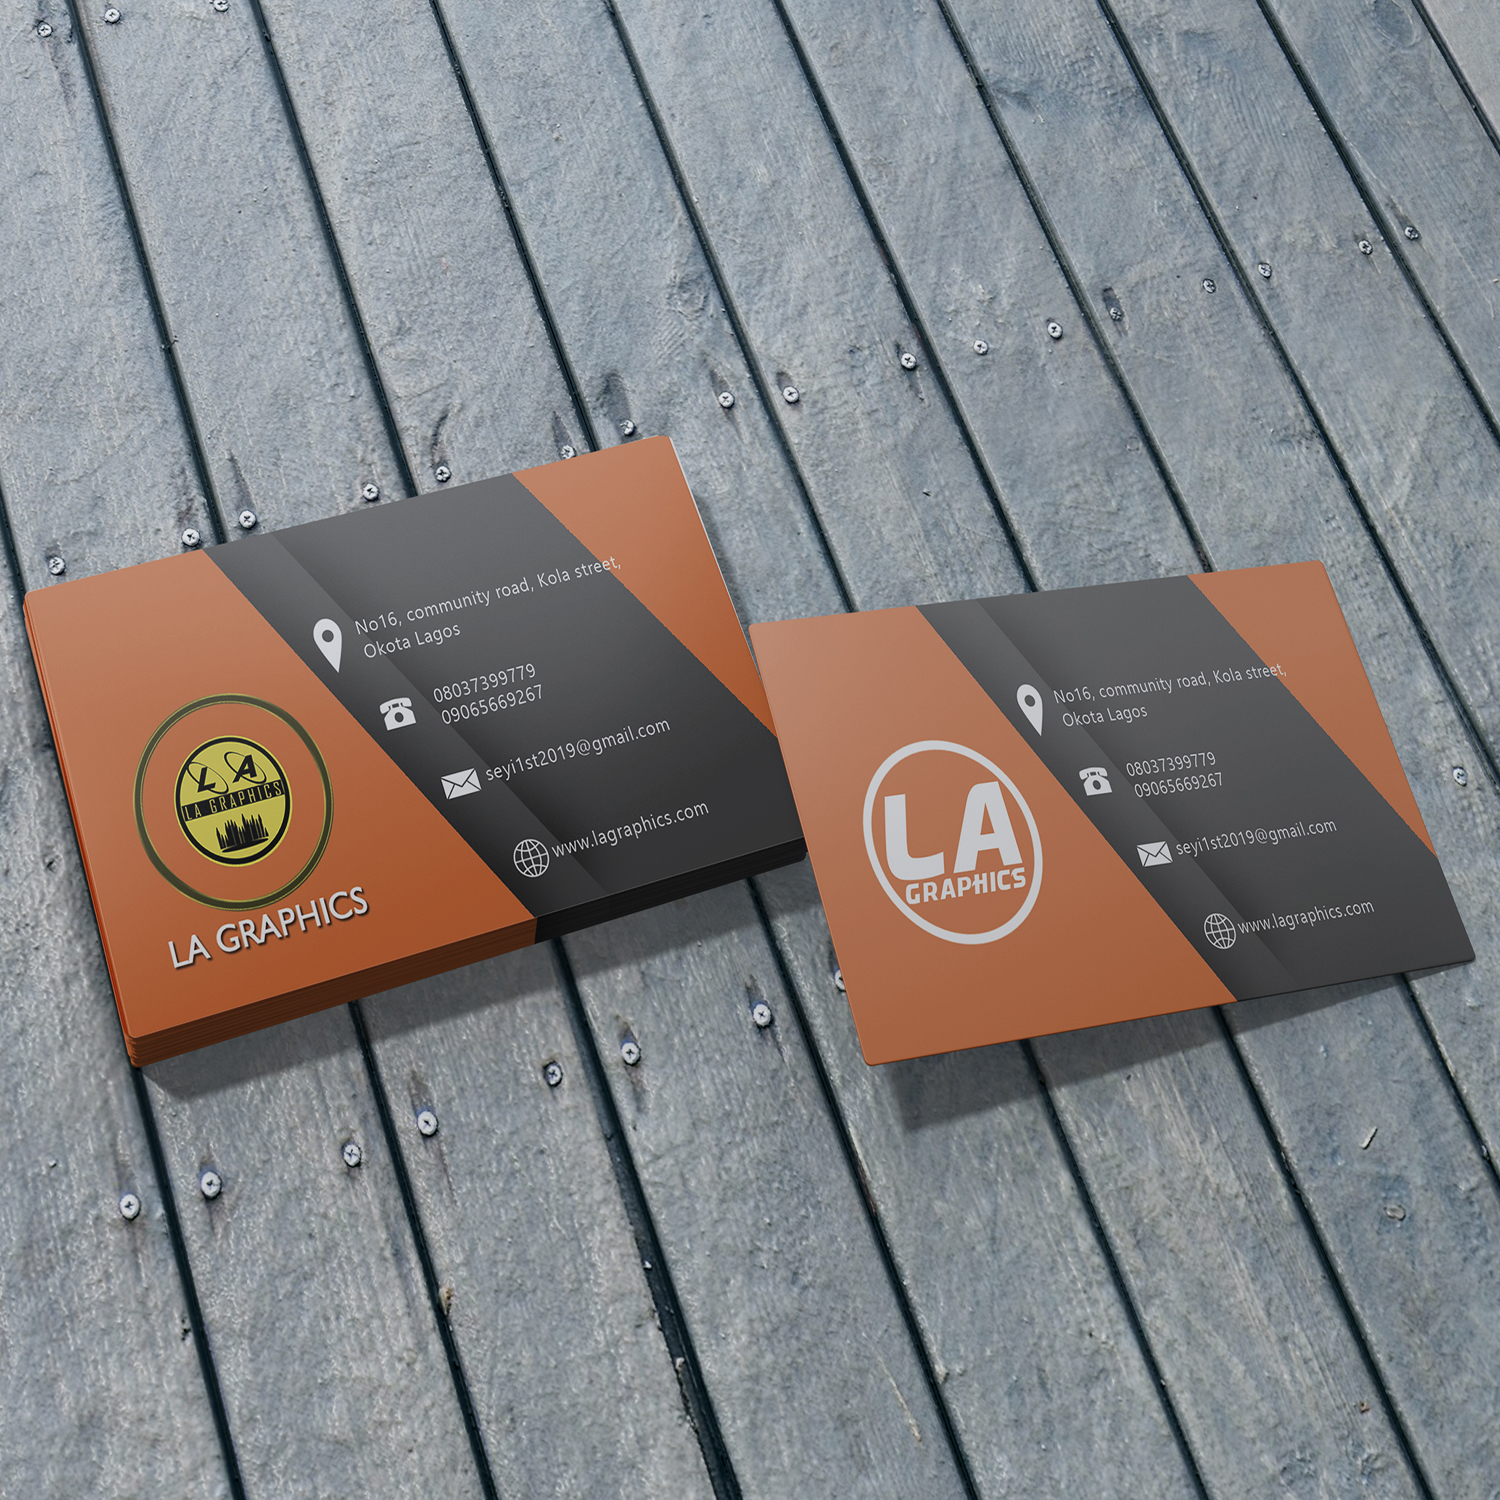 No16, community road, Kola street,
Okota Lagos
08037399779
09065669267
seyi1st2019@gmail.com
www.lagraphics.com
L A
LA GRAPHICS
LA GRAPHICS
No16, community road, Kola street,
Okota Lagos
08037399779
09065669267
seyi1st2019@gmail.com
www.lagraphics.com
LA
GRAPHICS